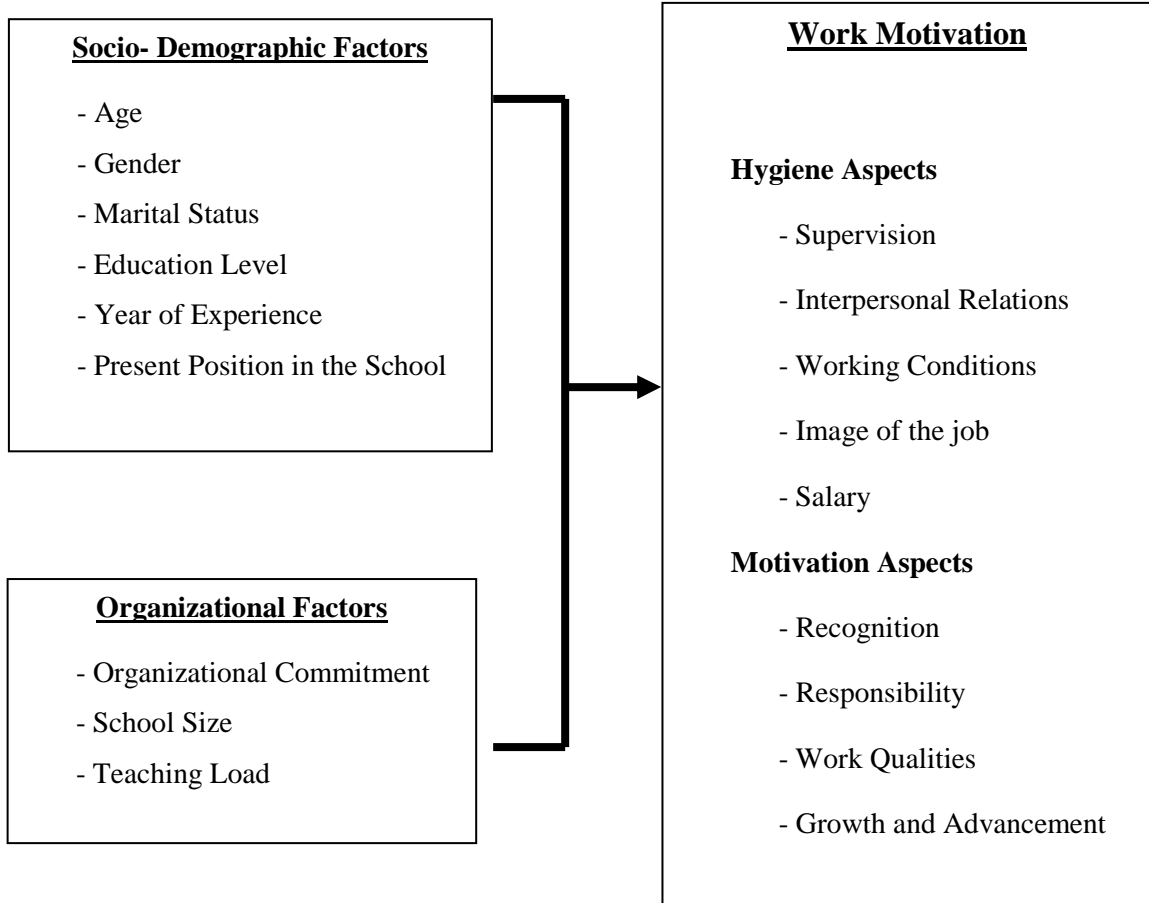 Socio- Demographic Factors
- Age
- Gender
- Marital Status
- Education Level
- Year of Experience
- Present Position in the School
Organizational Factors
- Organizational Commitment
- School Size
- Teaching Load
Work Motivation
Hygiene Aspects
- Supervision
- Interpersonal Relations
- Working Conditions
- Image of the job
- Salary
Motivation Aspects
- Recognition
- Responsibility
- Work Qualities
- Growth and Advancement